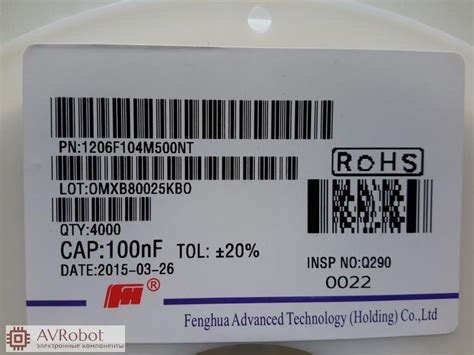 PN:1206F104M500NT
RoHS
LOT:OMXB80025KBO
QTY:4000
CAP:100nF TOL: ±20%
DATE:2015-03-26
INSP NO:Q290
0022
FH ®
Fenghua Advanced Technology (Holding) Co.,Ltd
AVRobot
электронные компоненты